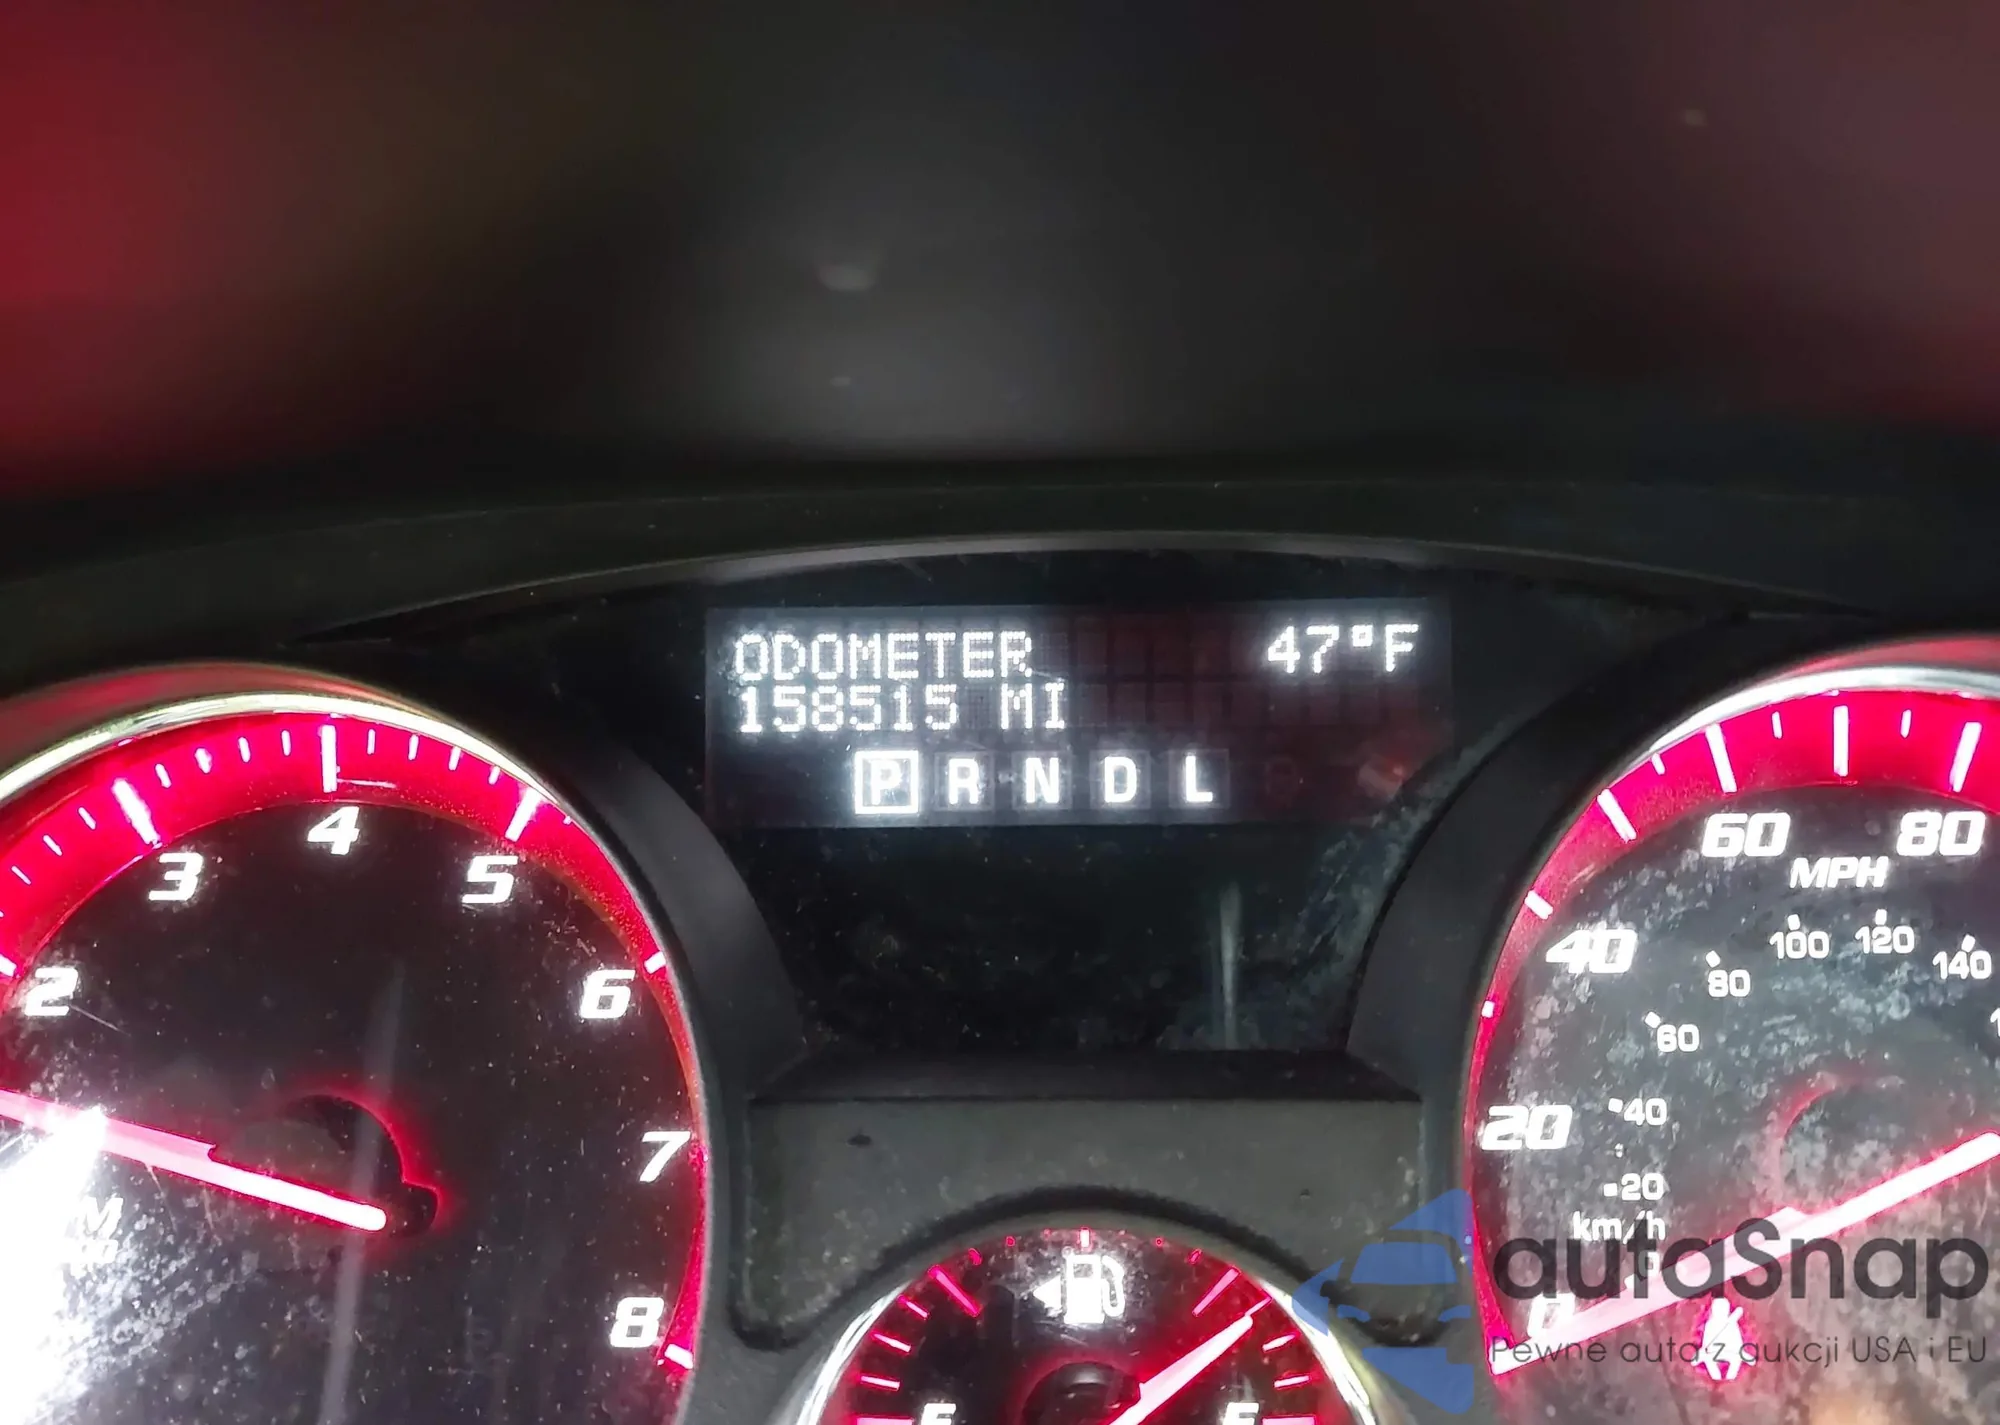 ODOMETER 47°F
158515 MI
P R N D L
2 3 4 5 6 7 8
0 20 40 60 80
MPH
20 40 60 80 100 120 140
km/h
E F
autaSnap
Pewne auta z aukcji USA i EU